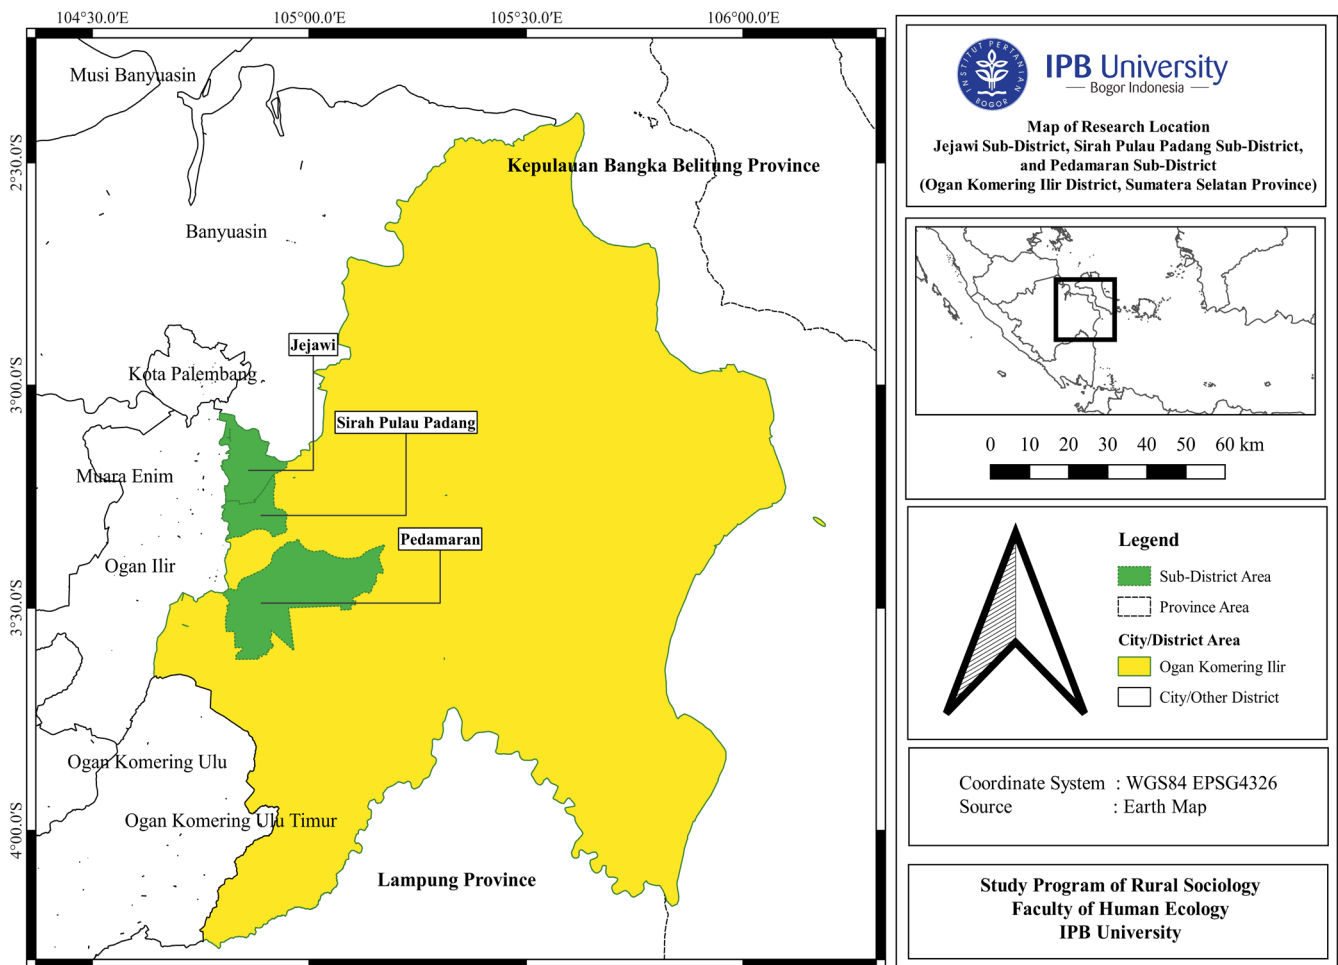 104°30.0'E 105°00.0'E 105°30.0'E 106°00.0'E
2°30.0'S
3°00.0'S
3°30.0'S
4°00.0'S
Musi Banyuasin
Kepulauan Bangka Belitung Province
Banyuasin
Jejawi
Kota Palembang
Sirah Pulau Padang
Muara Enim
Pedamaran
Ogan Ilir
Ogan Komering Ulu
Ogan Komering Ulu Timur
Lampung Province
INSTITUT PERTANIAN
BOGOR
IPB University
Bogor Indonesia
Map of Research Location
Jejawi Sub-District, Sirah Pulau Padang Sub-District,
and Pedamaran Sub-District
(Ogan Komering Ilir District, Sumatera Selatan Province)
0 10 20 30 40 50 60 km
Legend
Sub-District Area
Province Area
City/District Area
Ogan Komering Ilir
City/Other District
Coordinate System : WGS84 EPSG4326
Source : Earth Map
Study Program of Rural Sociology
Faculty of Human Ecology
IPB University